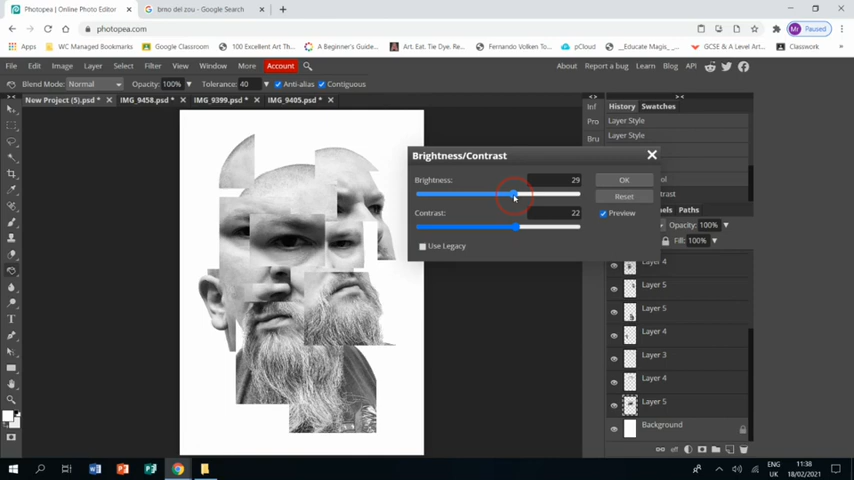 Photopea | Online Photo Editor
brno del zou - Google Search
photopea.com
Paused
Apps
WC Managed Bookmarks
Google Classroom
100 Excellent Art Th...
A Beginner's Guide...
Art. Eat. Tie Dye. Re...
Fernando Volken To...
pCloud
__Educate Magis_ -...
GCSE & A Level Art...
Classwork
File Edit Image Layer Select Filter View Window More Account
About Report a bug Learn Blog API
Blend Mode: Normal Opacity: 100% Tolerance: 40 Anti-alias Contiguous
New Project (5).psd * IMG_9458.psd * IMG_9399.psd * IMG_9405.psd *
Inf
Pro
Bru
History Swatches
Layer Style
Layer Style
Brightness/Contrast
Brightness: 29
OK
Reset
Contrast: 22
Preview
Use Legacy
Paths
Opacity: 100%
Fill: 100%
Layer 4
Layer 5
Layer 5
Layer 4
Layer 3
Layer 4
Layer 5
Background
ENG
UK
11:38
18/02/2021